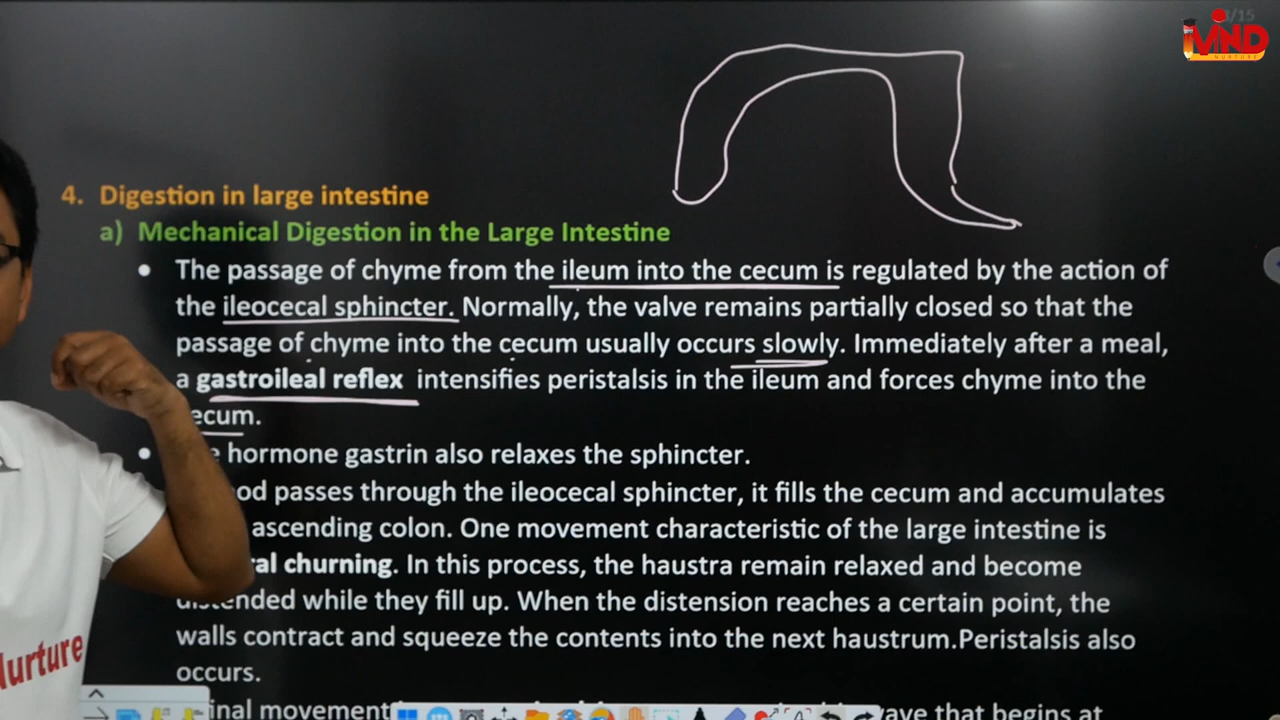 /15
MIND
NURTURE
4. Digestion in large intestine
a) Mechanical Digestion in the Large Intestine
• The passage of chyme from the ileum into the cecum is regulated by the action of
the ileocecal sphincter. Normally, the valve remains partially closed so that the
passage of chyme into the cecum usually occurs slowly. Immediately after a meal,
a gastroileal reflex intensifies peristalsis in the ileum and forces chyme into the
ecum.
• hormone gastrin also relaxes the sphincter.
od passes through the ileocecal sphincter, it fills the cecum and accumulates
ascending colon. One movement characteristic of the large intestine is
al churning. In this process, the haustra remain relaxed and become
distended while they fill up. When the distension reaches a certain point, the
walls contract and squeeze the contents into the next haustrum.Peristalsis also
occurs.
inal movement
wave that begins at
Nurture